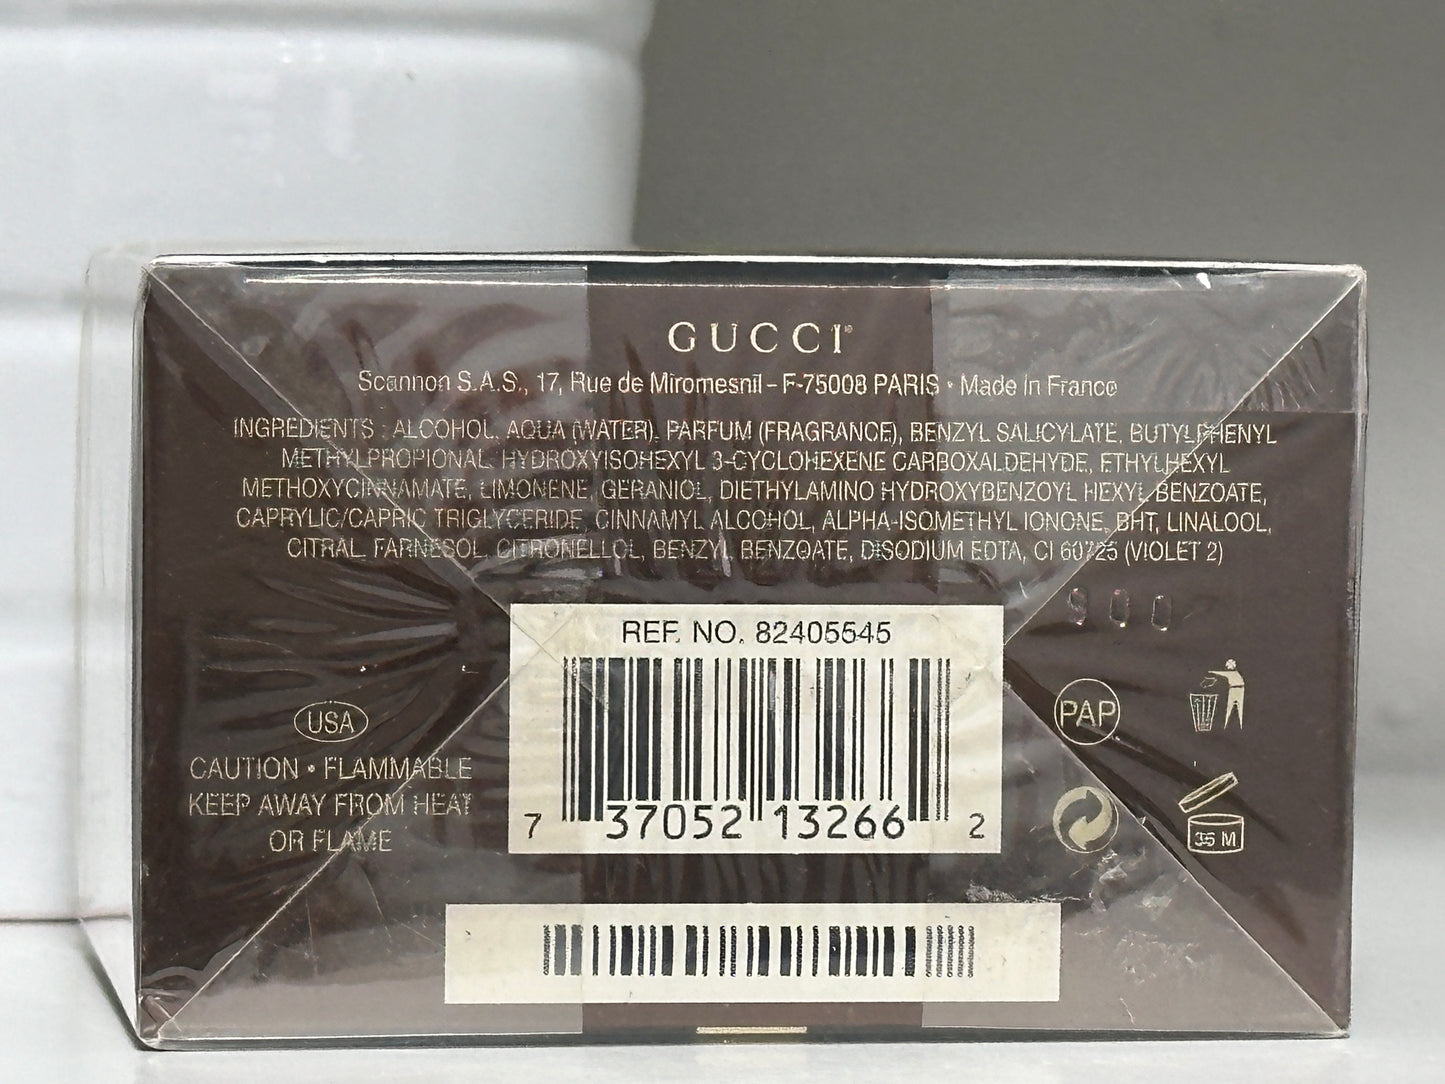 GUCCI®
Scannon S.A.S., 17, Rue de Miromesnil – F-75008 PARIS • Made in France
INGREDIENTS : ALCOHOL, AQUA (WATER), PARFUM (FRAGRANCE), BENZYL SALICYLATE, BUTYLPHENYL
METHYLPROPIONAL, HYDROXYISOHEXYL 3-CYCLOHEXENE CARBOXALDEHYDE, ETHYLHEXYL
METHOXYCINNAMATE, LIMONENE, GERANIOL, DIETHYLAMINO HYDROXYBENZOYL HEXYL BENZOATE,
CAPRYLIC/CAPRIC TRIGLYCERIDE, CINNAMYL ALCOHOL, ALPHA-ISOMETHYL IONONE, BHT, LINALOOL,
CITRAL, FARNESOL, CITRONELLOL, BENZYL BENZOATE, DISODIUM EDTA, CI 60725 (VIOLET 2)
REF. NO. 82405545
7 37052 13266 2
USA
CAUTION • FLAMMABLE
KEEP AWAY FROM HEAT
OR FLAME
PAP